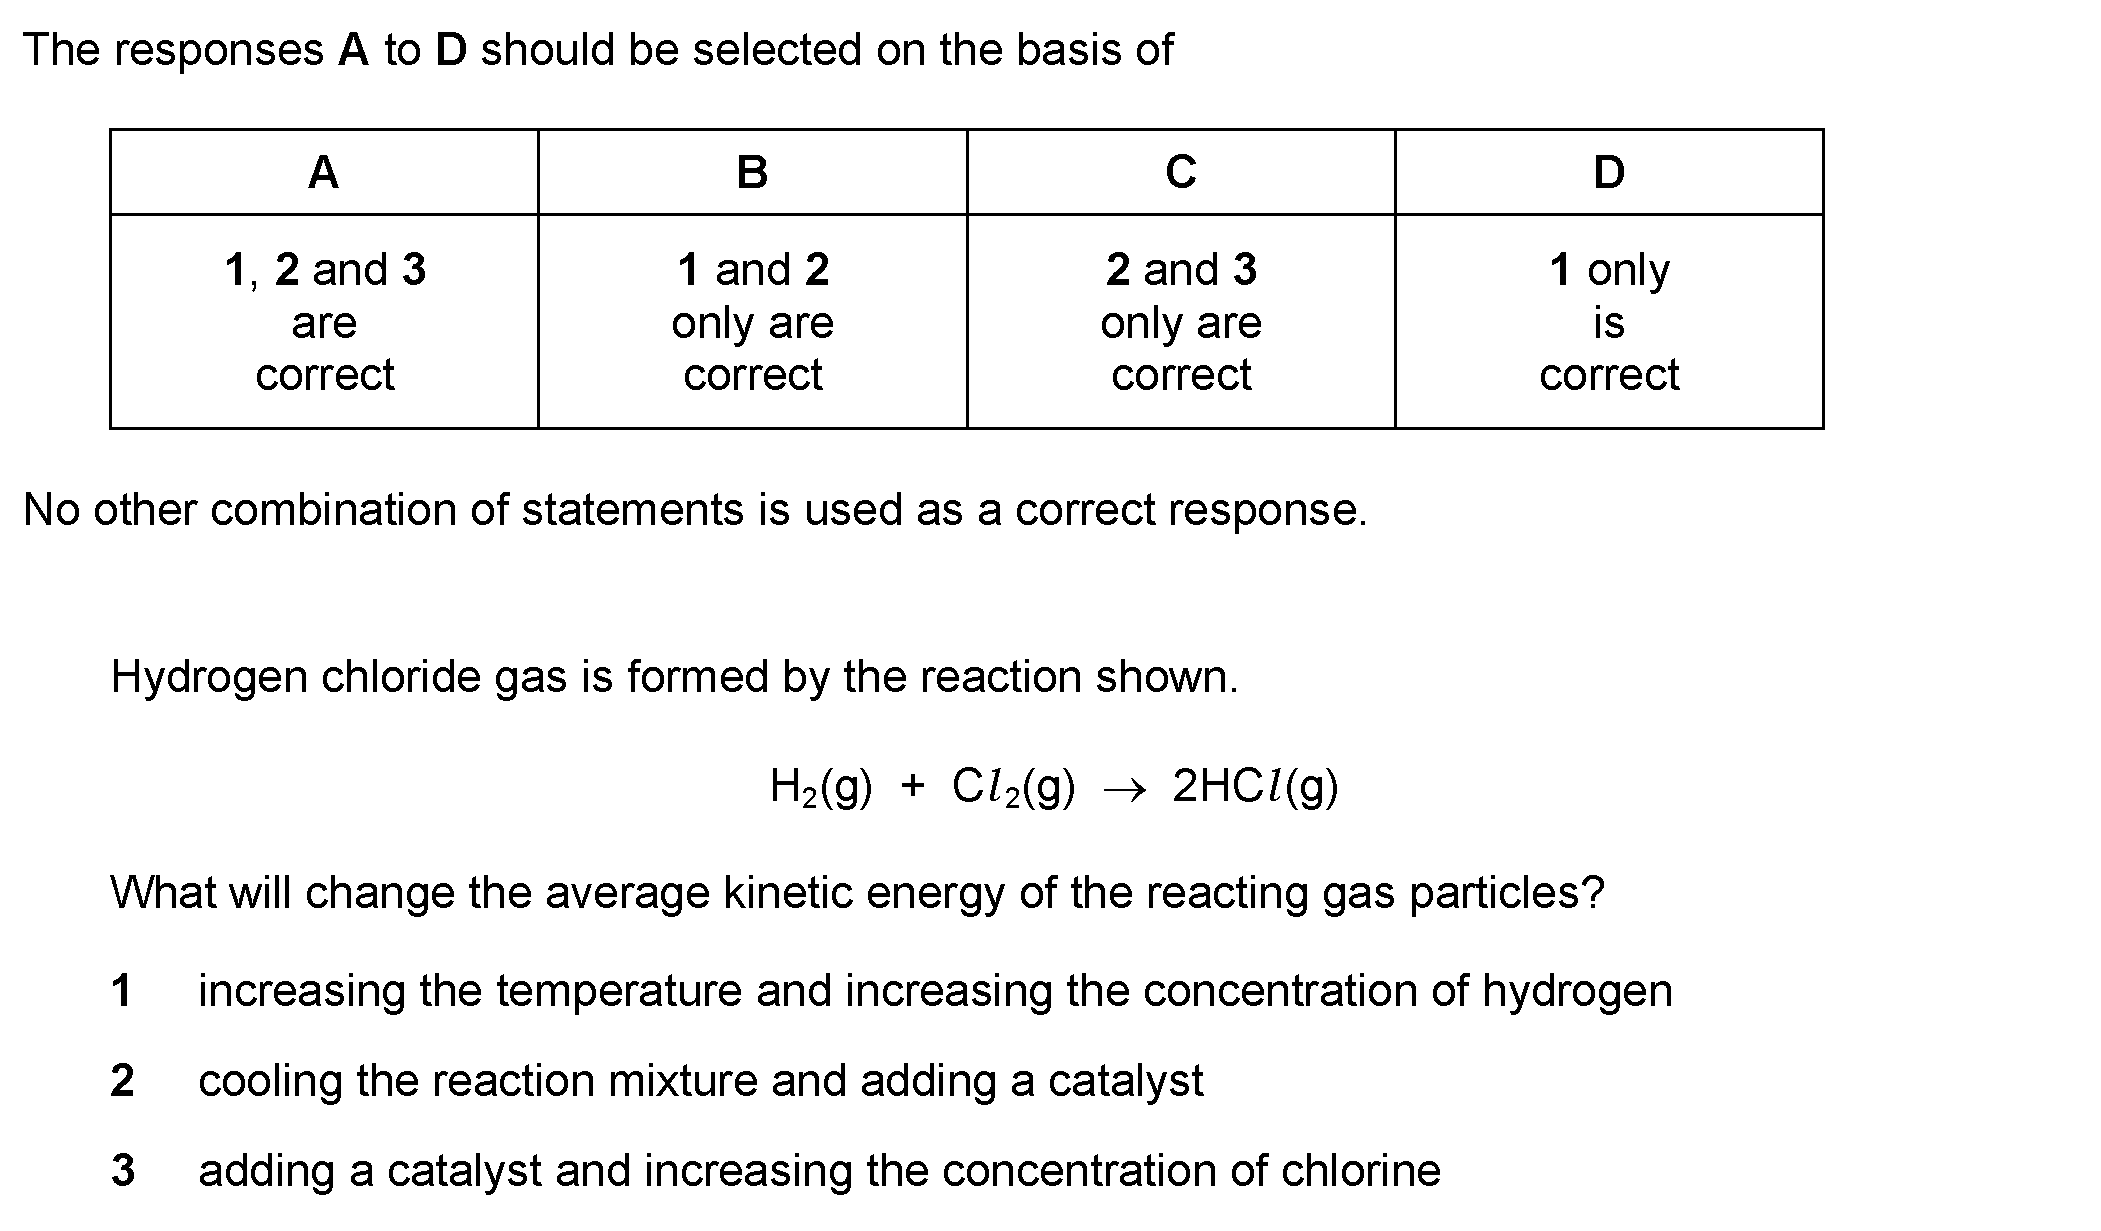 The responses A to D should be selected on the basis of
A B C D
1, 2 and 3 1 and 2 2 and 3 1 only
are only are only are is
correct correct correct correct
No other combination of statements is used as a correct response.
Hydrogen chloride gas is formed by the reaction shown.
H₂(g) + Cl₂(g) → 2HCl(g)
What will change the average kinetic energy of the reacting gas particles?
1 increasing the temperature and increasing the concentration of hydrogen
2 cooling the reaction mixture and adding a catalyst
3 adding a catalyst and increasing the concentration of chlorine